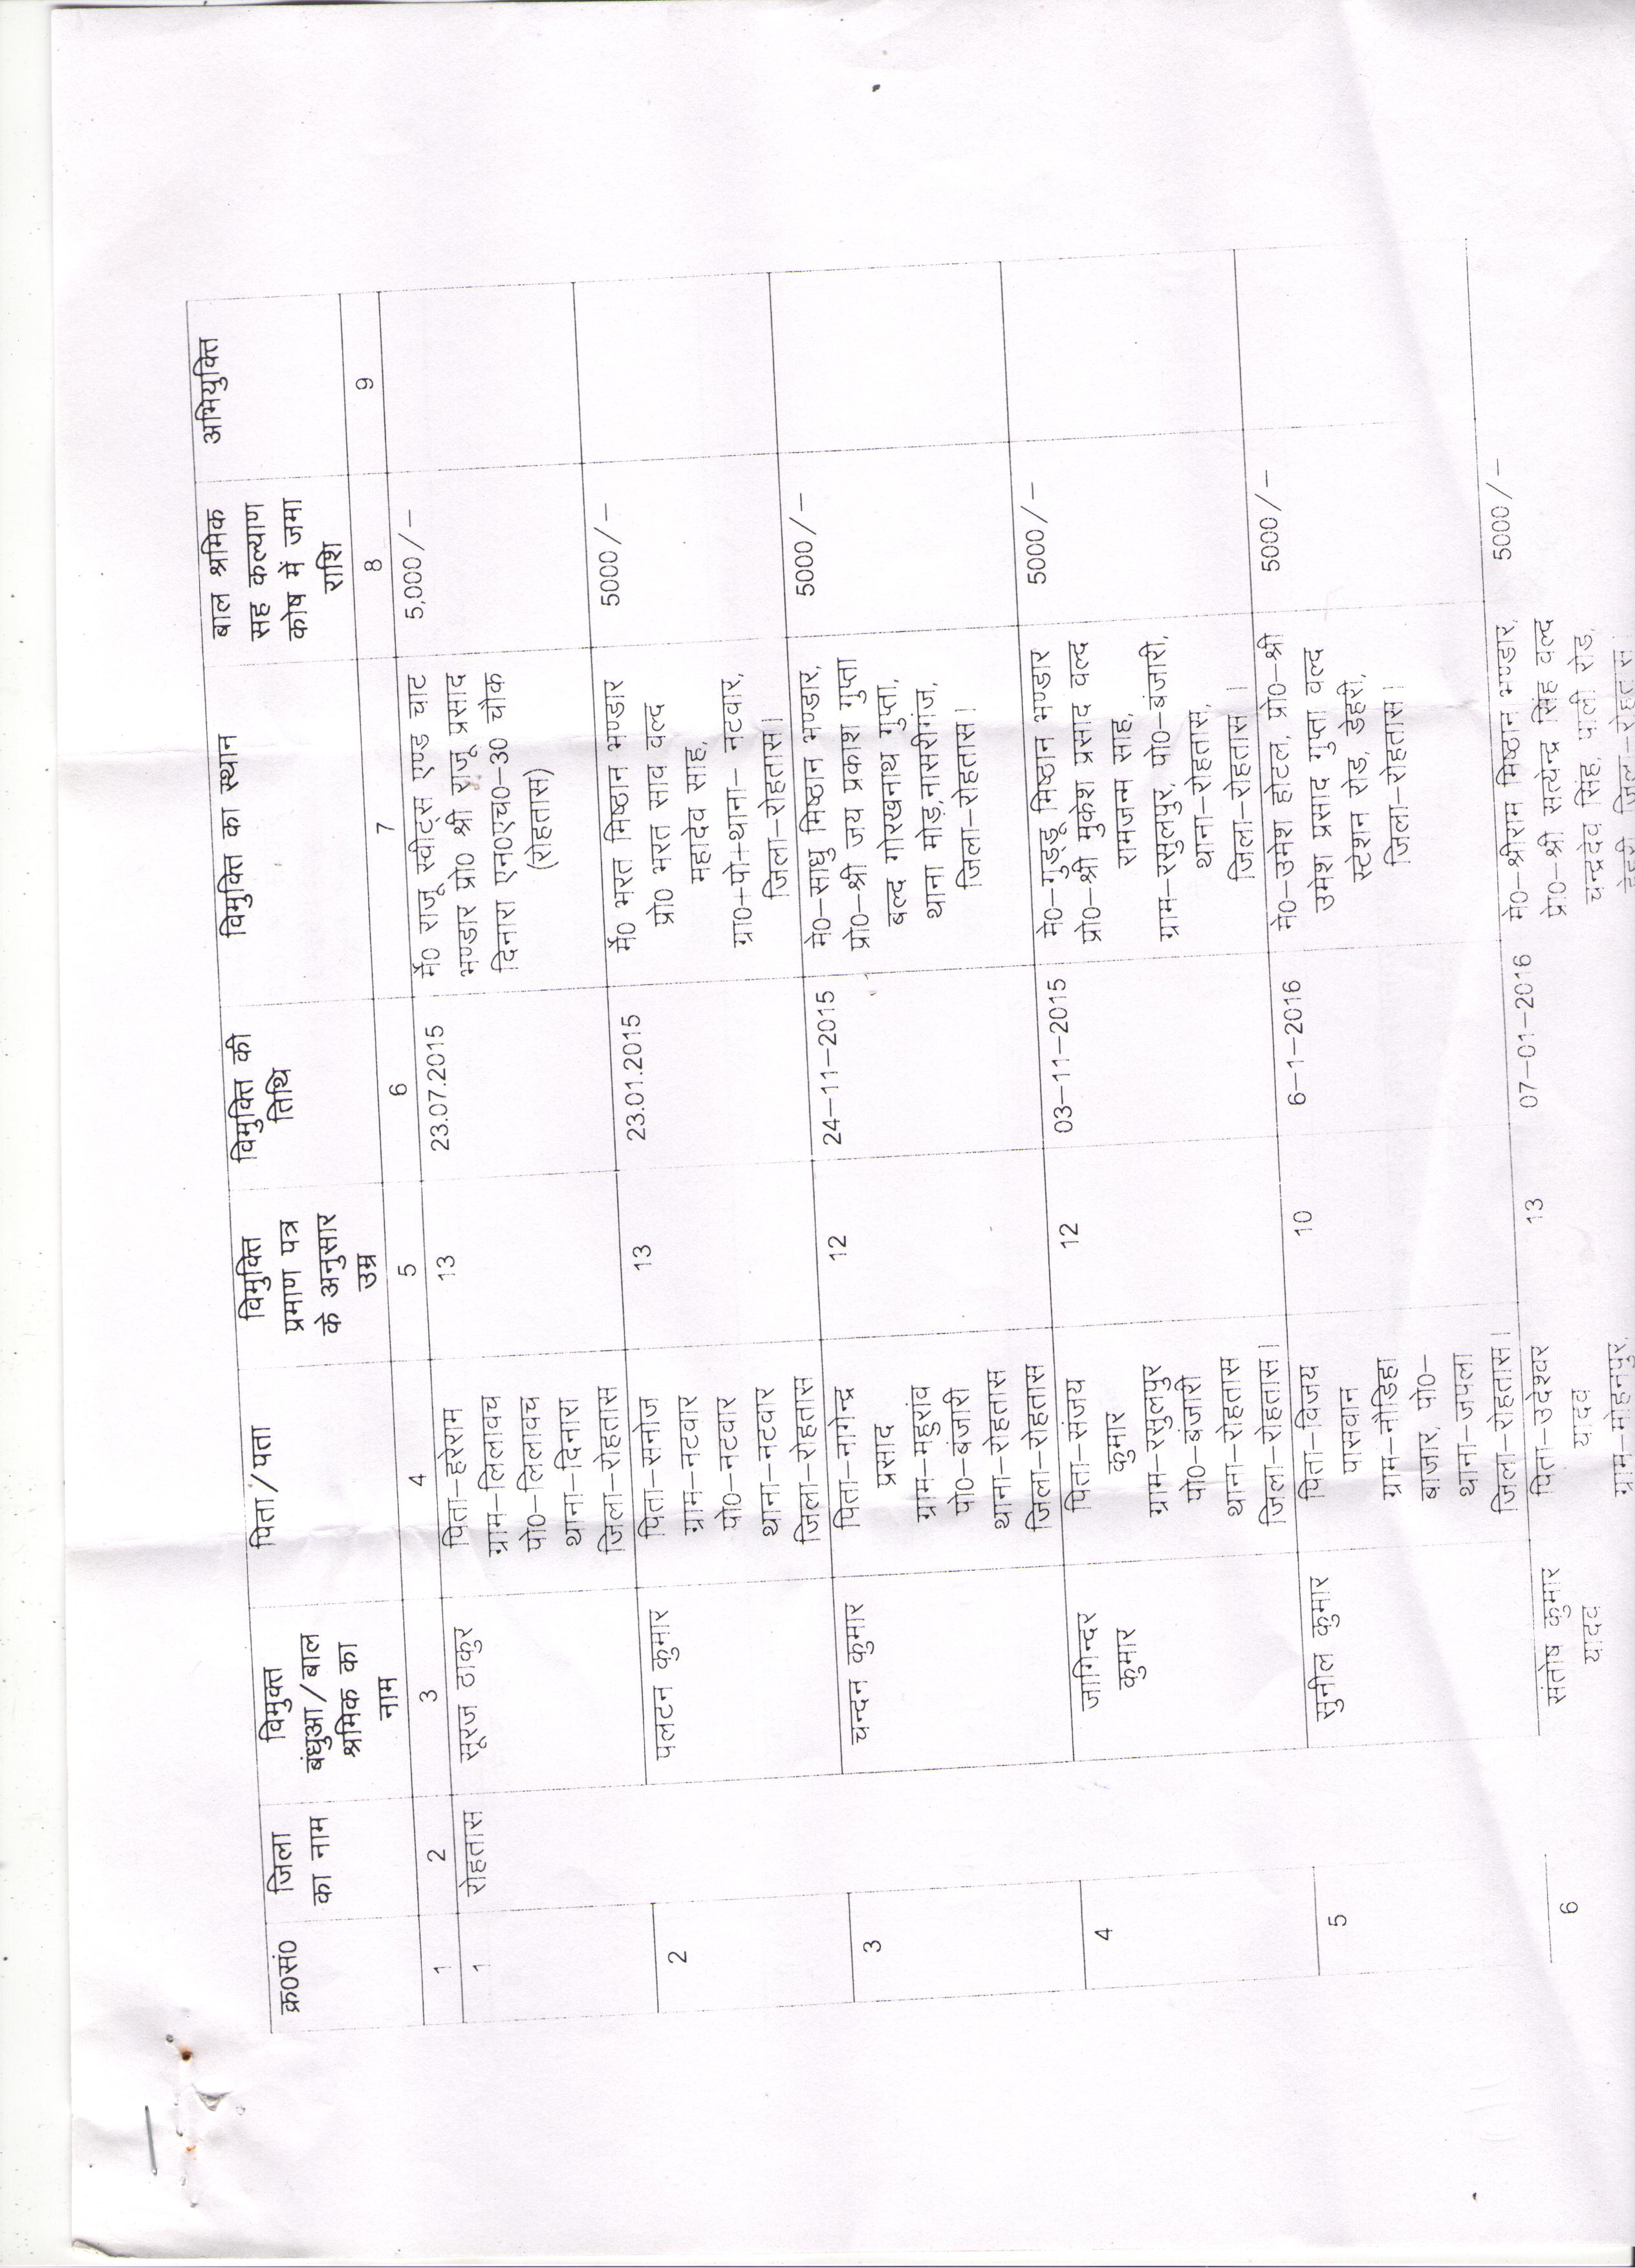 क्र0सं0
जिला
का नाम
विमुक्त
बंधुआ/बाल
श्रमिक का
नाम
पिता/पता
विमुक्ति
प्रमाण पत्र
के अनुसार
उम्र
विमुक्ति की
तिथि
विमुक्ति का स्थान
बाल श्रमिक
सह कल्याण
कोष में जमा
राशि
अभियुक्ति
1
2
3
4
5
6
7
8
9
1
रोहतास
सूरज ठाकुर
पिता–हरेराम
ग्राम–लिलावच
पो0–लिलावच
थाना–दिनारा
जिला–रोहतास
13
23.07.2015
में0 राजू स्वीट्स एण्ड चाट
भण्डार प्रो0 श्री राजू प्रसाद
दिनारा एन0एच0–30 चौक
(रोहतास)
5,000/–
2
पलटन कुमार
पिता–सनोज
ग्राम–नटवार
पो0–नटवार
थाना–नटवार
जिला–रोहतास
13
23.01.2015
में0 भरत मिष्ठान भण्डार
प्रो0 भरत साव वल्द
महादेव साह,
ग्रा0+पो+थाना– नटवार,
जिला–रोहतास।
5000/–
3
चन्दन कुमार
पिता–नागेन्द्र
प्रसाद
ग्राम–महुरांव
पो0–बंजारी
थाना–रोहतास
जिला–रोहतास
12
24–11–2015
मे0–साधु मिष्ठान भण्डार,
प्रो0–श्री जय प्रकाश गुप्ता
बल्द गोरखनाथ गुप्ता,
थाना मोड़,नासरीगंज,
जिला–रोहतास।
5000/–
4
जोगिन्दर
कुमार
पिता–संजय
कुमार
ग्राम–रसुलपुर
पो0–बंजारी
थाना–रोहतास
जिला–रोहतास।
12
03–11–2015
मे0–गुड्डू मिष्ठान भण्डार
प्रो0–श्री मुकेश प्रसाद वल्द
रामजन्म साह,
ग्राम–रसुलपुर, पो0–बंजारी,
थाना–रोहतास,
जिला–रोहतास ।
5000/–
5
सुनील कुमार
पिता–विजय
पासवान
ग्राम–नौडिहा
बाजार, पो0–
थाना–जपला
जिला–रोहतास।
10
6–1–2016
मे0–उमेश होटल, प्रो0–श्री
उमेश प्रसाद गुप्ता वल्द
स्टेशन रोड, डेहरी,
जिला–रोहतास।
5000/–
6
संतोष कुमार
यादव
पिता–उदेश्वर
यादव
ग्राम–मोहनपुर,
13
07–01–2016
मे0–श्रीराम मिष्ठान भण्डार,
प्रो0–श्री सत्येन्द्र सिंह वल्द
चन्द्रदेव सिंह, पाली रोड,
डेहरी, जिला–रोहतास।
5000/–